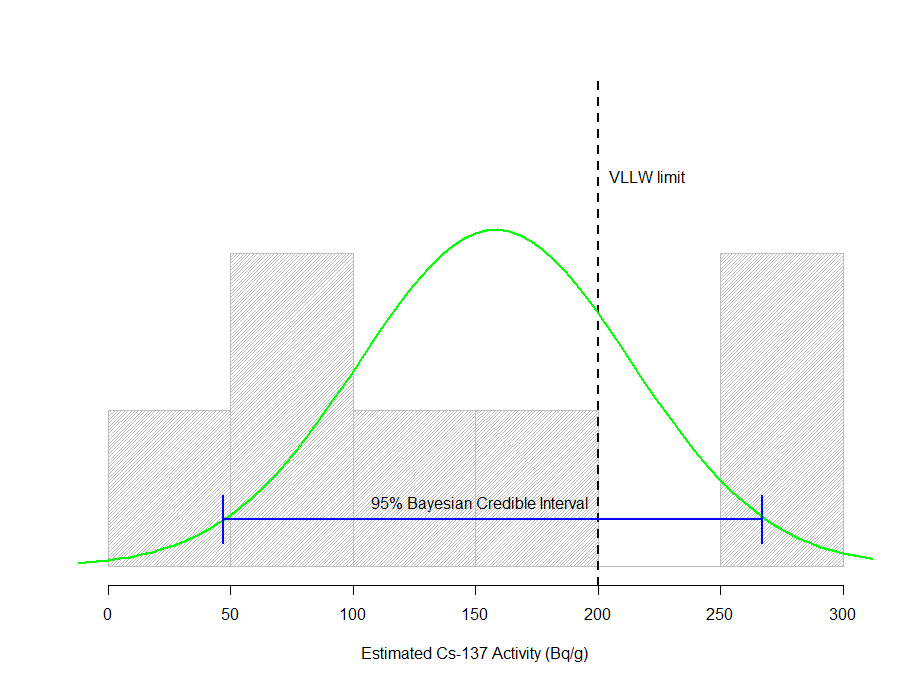 VLLW limit
95% Bayesian Credible Interval
0 50 100 150 200 250 300
Estimated Cs-137 Activity (Bq/g)